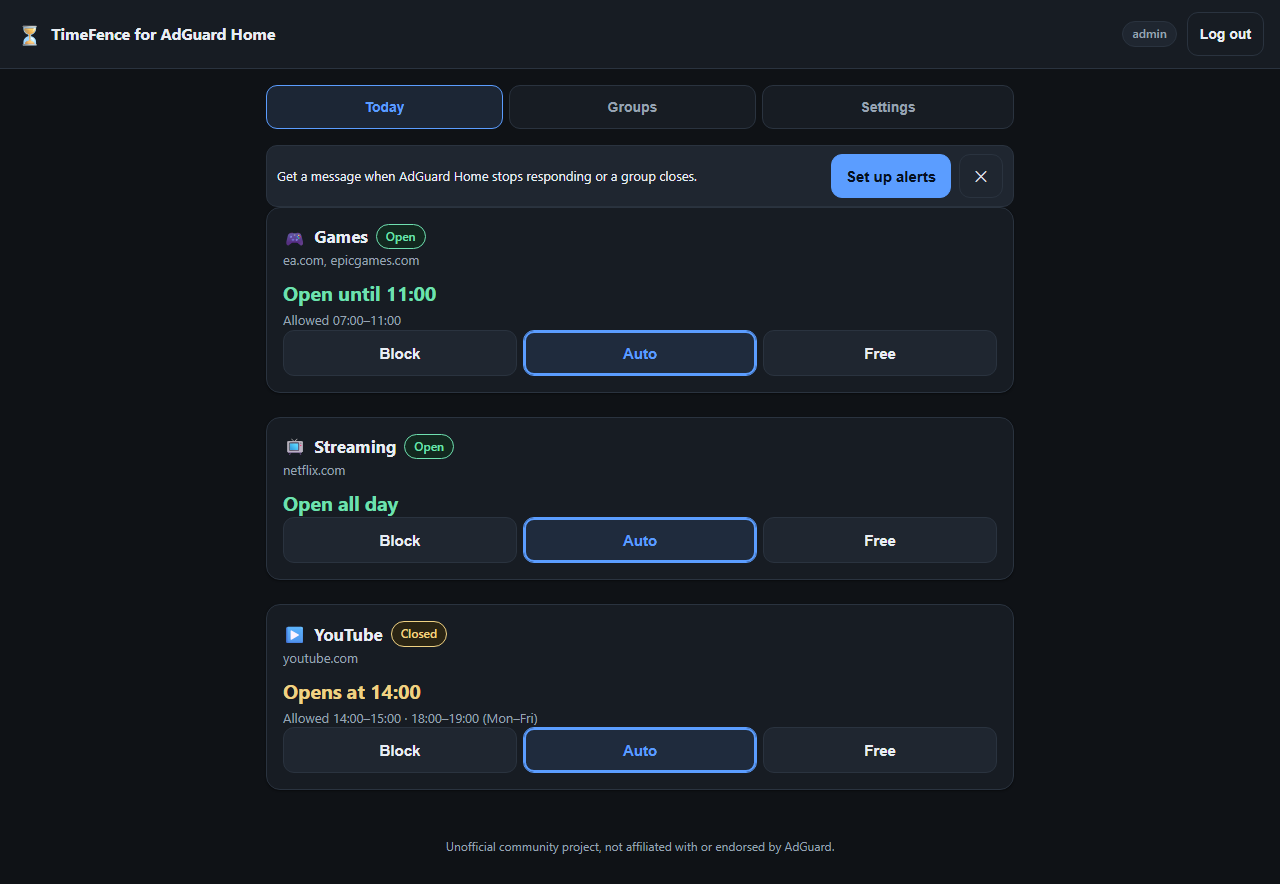 TimeFence for AdGuard Home
admin
Log out
Today
Groups
Settings
Get a message when AdGuard Home stops responding or a group closes.
Set up alerts
Games
Open
ea.com, epicgames.com
Open until 11:00
Allowed 07:00–11:00
Block
Auto
Free
Streaming
Open
netflix.com
Open all day
Block
Auto
Free
YouTube
Closed
youtube.com
Opens at 14:00
Allowed 14:00–15:00 · 18:00–19:00 (Mon–Fri)
Block
Auto
Free
Unofficial community project, not affiliated with or endorsed by AdGuard.